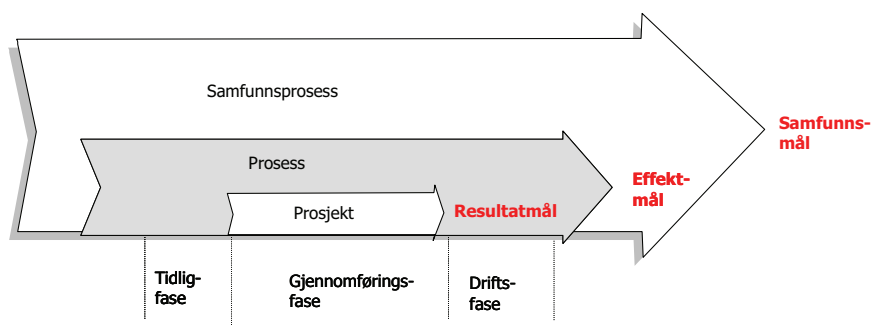 Samfunnsprosess
Samfunns-
mål
Prosess
Effekt-
mål
Prosjekt
Resultatmål
Tidlig-
fase
Gjennomførings-
fase
Drifts-
fase